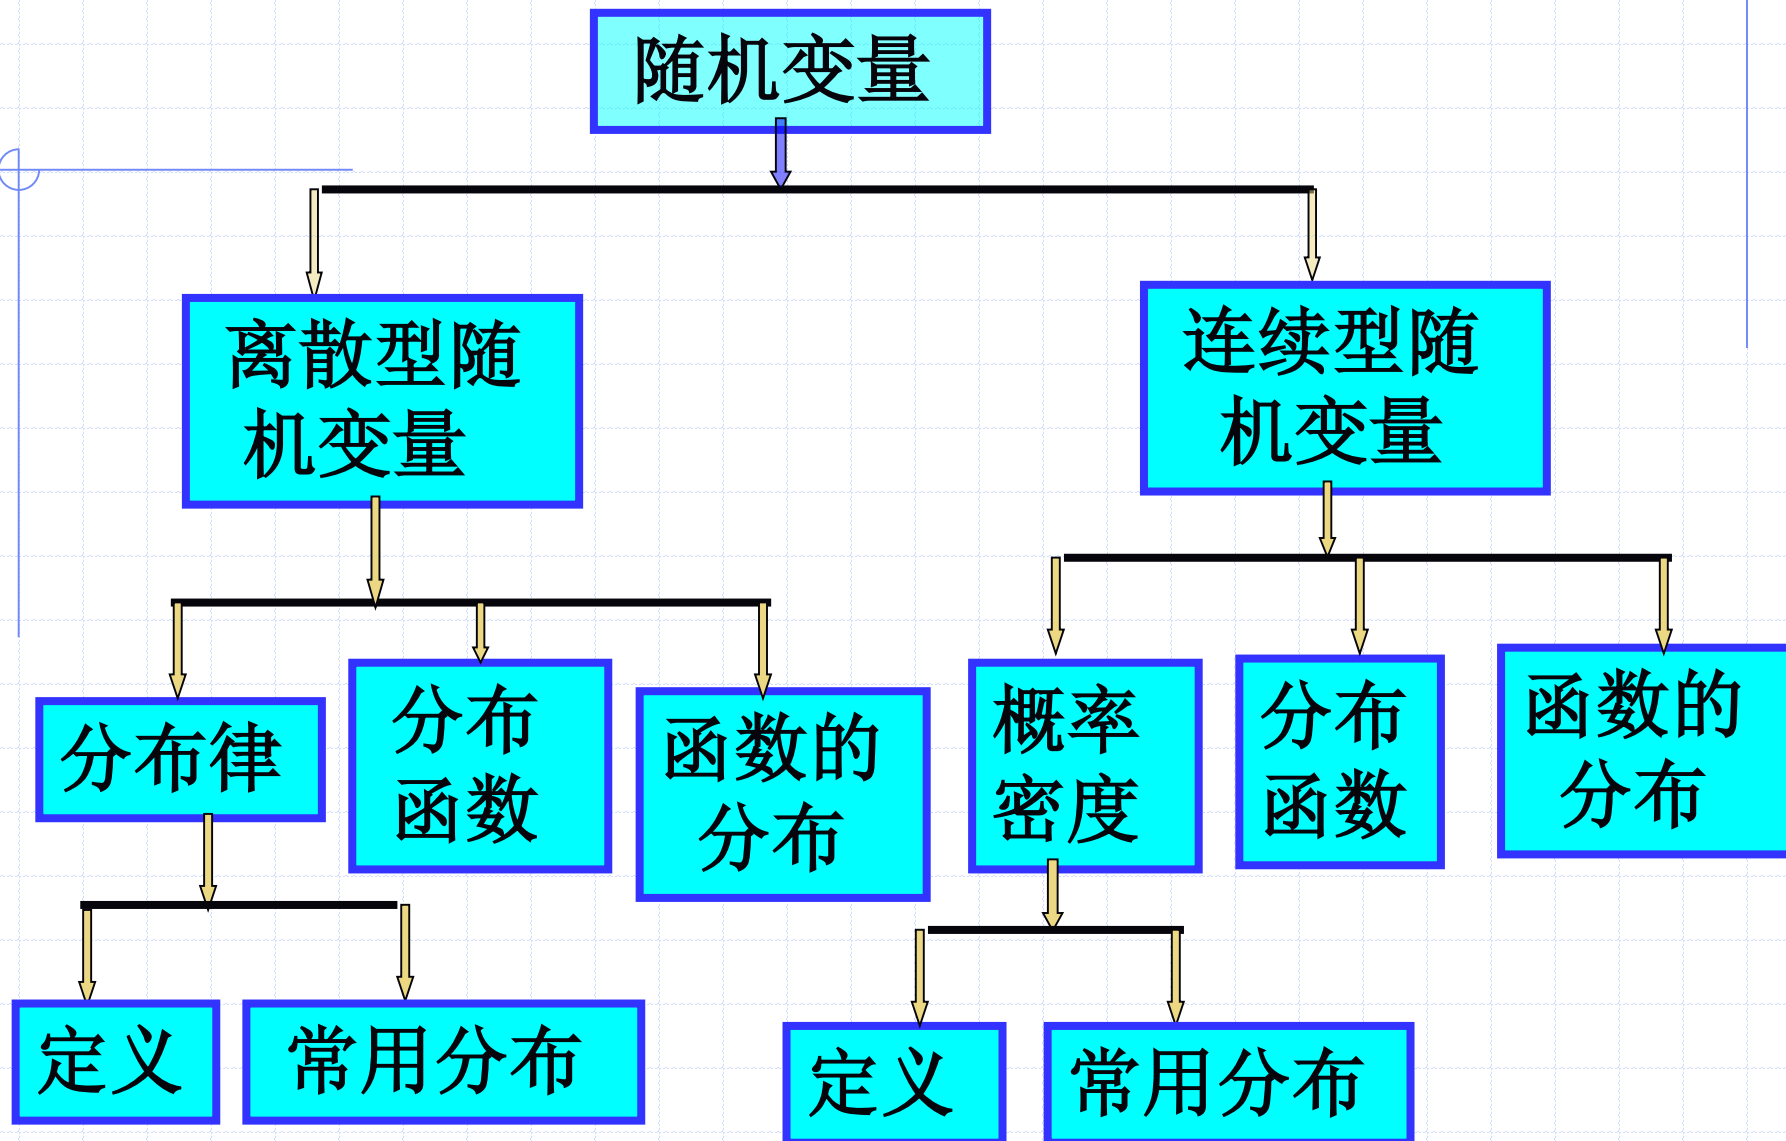 随机变量
离散型随
机变量
连续型随
机变量
分布律
分布
函数
函数的
分布
概率
密度
分布
函数
函数的
分布
定义
常用分布
定义
常用分布